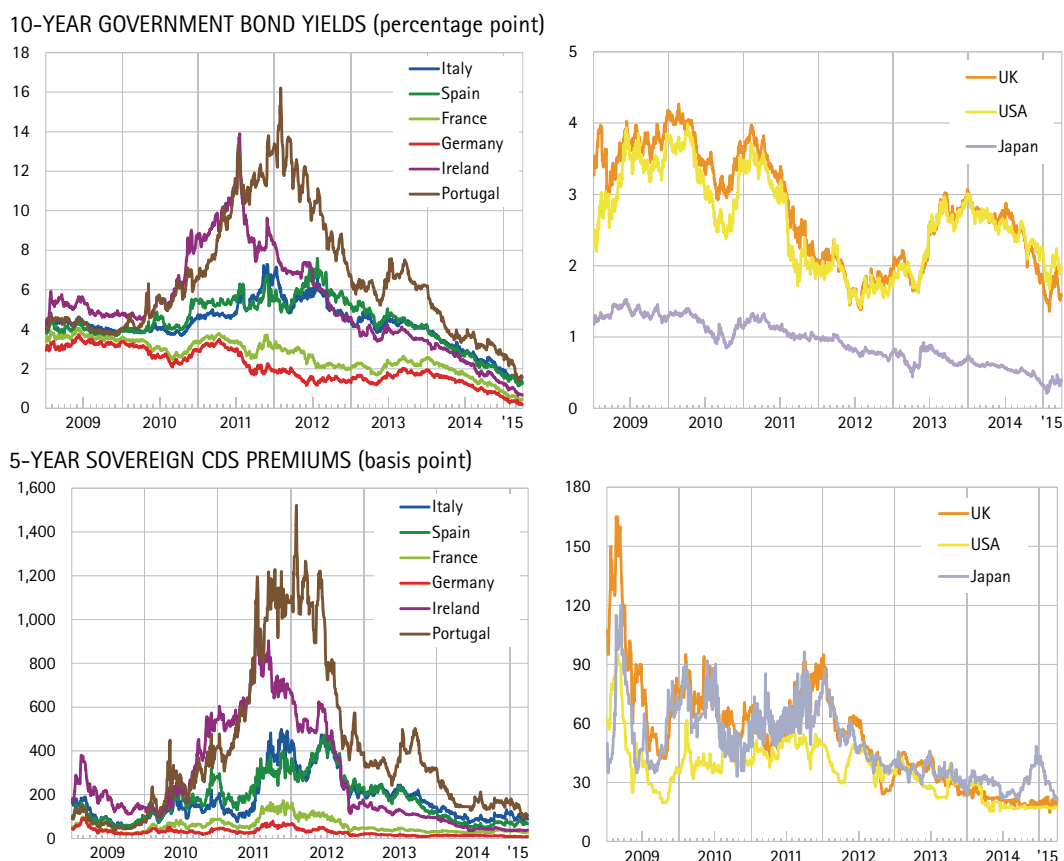 10-YEAR GOVERNMENT BOND YIELDS (percentage point)
18
16
14
12
10
8
6
4
2
0
Italy
Spain
France
Germany
Ireland
Portugal
2009 2010 2011 2012 2013 2014 '15
5
4
3
2
1
0
UK
USA
Japan
2009 2010 2011 2012 2013 2014 '15
5-YEAR SOVEREIGN CDS PREMIUMS (basis point)
1,600
1,400
1,200
1,000
800
600
400
200
0
Italy
Spain
France
Germany
Ireland
Portugal
2009 2010 2011 2012 2013 2014 '15
180
150
120
90
60
30
0
UK
USA
Japan
2009 2010 2011 2012 2013 2014 '15